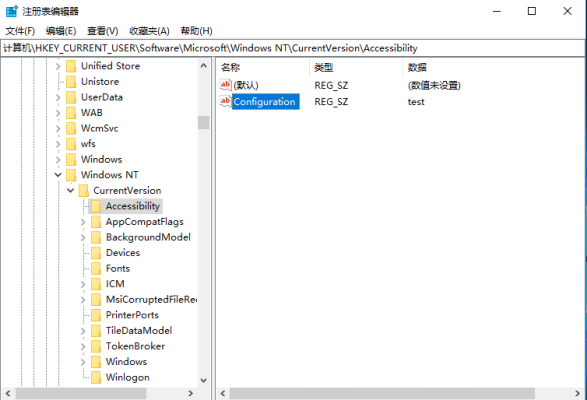 注册表编辑器
文件(F) 编辑(E) 查看(V) 收藏夹(A) 帮助(H)
计算机\HKEY_CURRENT_USER\Software\Microsoft\Windows NT\CurrentVersion\Accessibility
Unified Store
Unistore
UserData
WAB
WcmSvc
wfs
Windows
Windows NT
CurrentVersion
Accessibility
AppCompatFlags
BackgroundModel
Devices
Fonts
ICM
MsiCorruptedFileRe
PrinterPorts
TileDataModel
TokenBroker
Windows
Winlogon
名称 类型 数据
ab (默认) REG_SZ (数值未设置)
ab Configuration REG_SZ test